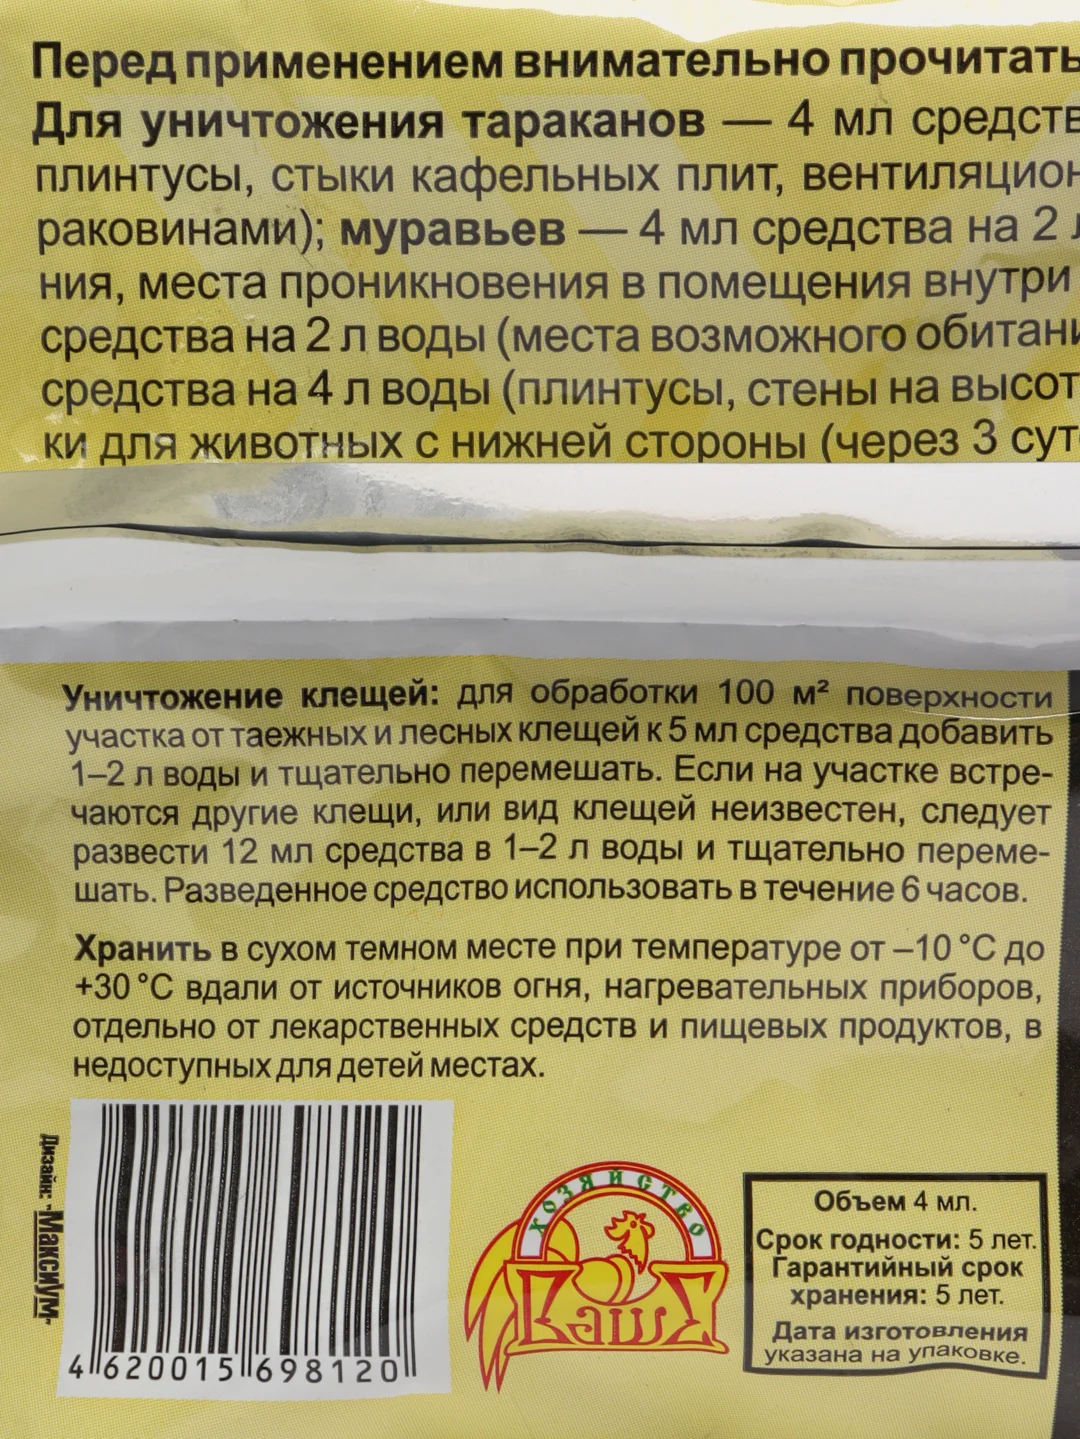 Перед применением внимательно прочитать
Для уничтожения тараканов — 4 мл средств
плинтусы, стыки кафельных плит, вентиляцион
раковинами); муравьев — 4 мл средства на 2 л
ния, места проникновения в помещения внутри
средства на 2 л воды (места возможного обитани
средства на 4 л воды (плинтусы, стены на высот
ки для животных с нижней стороны (через 3 сут
Уничтожение клещей: для обработки 100 м² поверхности
участка от таежных и лесных клещей к 5 мл средства добавить
1–2 л воды и тщательно перемешать. Если на участке встре-
чаются другие клещи, или вид клещей неизвестен, следует
развести 12 мл средства в 1–2 л воды и тщательно переме-
шать. Разведенное средство использовать в течение 6 часов.
Хранить в сухом темном месте при температуре от –10 °С до
+30 °С вдали от источников огня, нагревательных приборов,
отдельно от лекарственных средств и пищевых продуктов, в
недоступных для детей местах.
Дизайн: "Максимум"
4 620015 698120
ХОЗЯЙСТВО
ВАШЕ
Объем 4 мл.
Срок годности: 5 лет.
Гарантийный срок
хранения: 5 лет.
Дата изготовления
указана на упаковке.